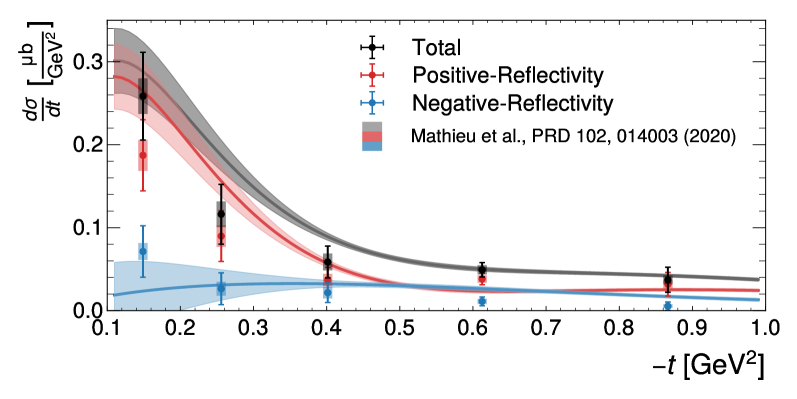 dσ/dt [μb/GeV²]
0.3
0.2
0.1
0.0
Total
Positive-Reflectivity
Negative-Reflectivity
Mathieu et al., PRD 102, 014003 (2020)
0.1 0.2 0.3 0.4 0.5 0.6 0.7 0.8 0.9 1.0
−t [GeV²]